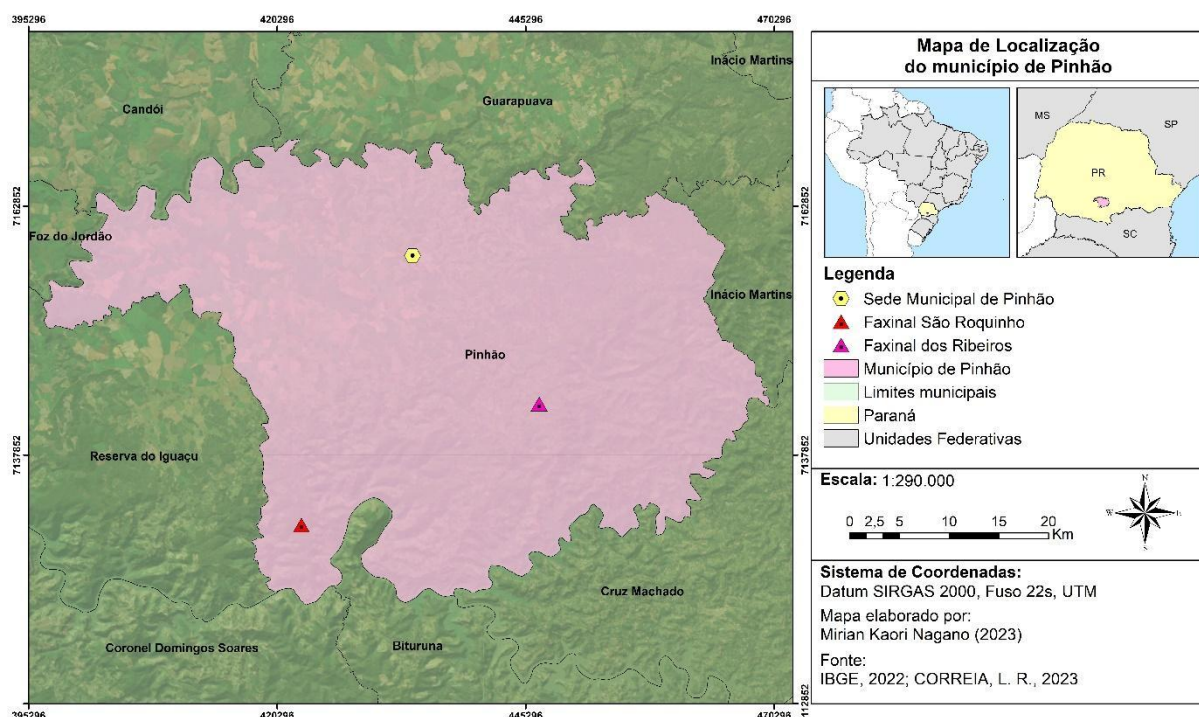 395296 420296 445296 470296
Inácio Martins
Candói
Guarapuava
7162852
7162852
Foz do Jordão
Inácio Martins
Pinhão
7137852
7137852
Reserva do Iguaçu
Cruz Machado
Coronel Domingos Soares
Bituruna
112852
112852
395296 420296 445296 470296
Mapa de Localização
do município de Pinhão
MS
SP
PR
SC
Legenda
Sede Municipal de Pinhão
Faxinal São Roquinho
Faxinal dos Ribeiros
Município de Pinhão
Limites municipais
Paraná
Unidades Federativas
Escala: 1:290.000
0 2,5 5 10 15 20
Km
N
W E
S
Sistema de Coordenadas:
Datum SIRGAS 2000, Fuso 22s, UTM
Mapa elaborado por:
Mirian Kaori Nagano (2023)
Fonte:
IBGE, 2022; CORREIA, L. R., 2023